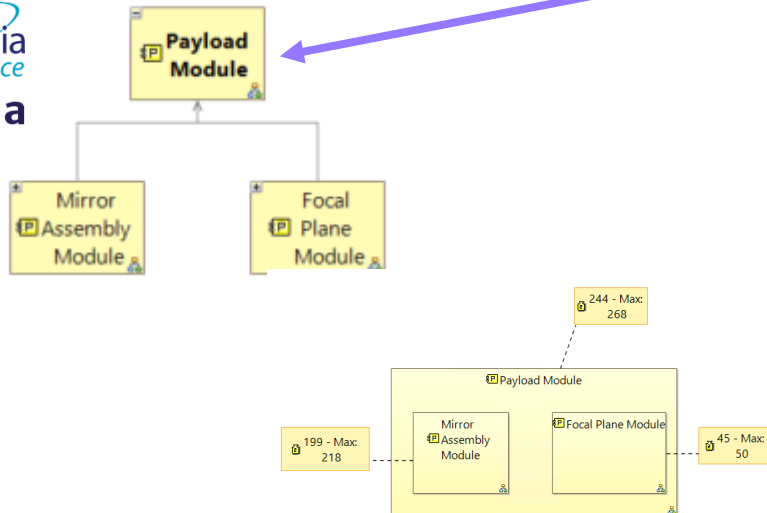 ia
ce
a
Payload
Module
Mirror
Assembly
Module
Focal
Plane
Module
244 - Max:
268
Payload Module
Mirror
Assembly
Module
Focal Plane Module
199 - Max:
218
45 - Max:
50